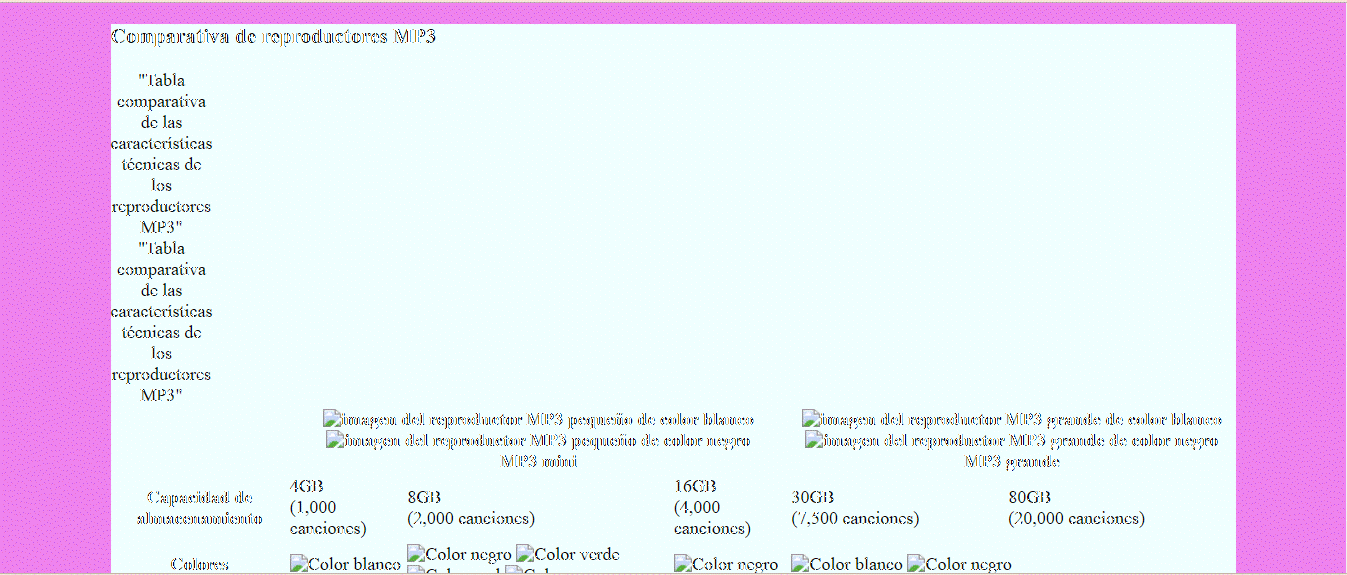 Comparativa de reproductores MP3
"Tabla
comparativa
de las
características
técnicas de
los
reproductores
MP3"
"Tabla
comparativa
de las
características
técnicas de
los
reproductores
MP3"
imagen del reproductor MP3 pequeño de color blanco
imagen del reproductor MP3 pequeño de color negro
MP3 mini
imagen del reproductor MP3 grande de color blanco
imagen del reproductor MP3 grande de color negro
MP3 grande
Capacidad de
almacenamiento
4GB
(1,000
canciones)
8GB
(2,000 canciones)
16GB
(4,000
canciones)
30GB
(7,500 canciones)
80GB
(20,000 canciones)
Colores
Color blanco
Color negro Color verde
Color negro
Color blanco Color negro